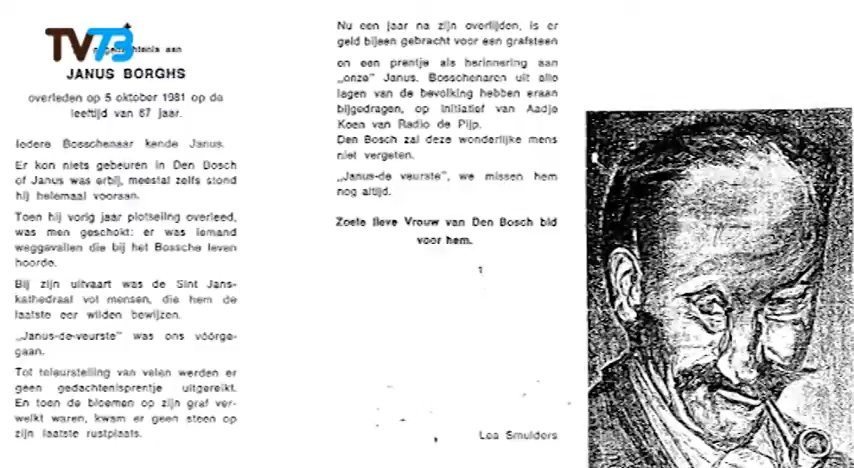 TV73
gedachtenis aan
JANUS BORGHS
overleden op 5 oktober 1981 op de
leeftijd van 67 jaar.
Iedere Bosschenaar kende Janus.
Er kon niets gebeuren in Den Bosch
of Janus was erbij, meestal zelfs stond
hij helemaal vooraan.
Toen hij vorig jaar plotseling overleed,
was men geschokt: er was iemand
weggevallen die bij het Bossche leven
hoorde.
Bij zijn uitvaart was de Sint Jans-
kathedraal vol mensen, die hem de
laatste eer wilden bewijzen.
„Janus-de-veurste" was ons vóórge-
gaan.
Tot teleurstelling van velen werden er
geen gedachtenisprentje uitgereikt.
En toen de bloemen op zijn graf ver-
welkt waren, kwam er geen steen op
zijn laatste rustplaats.
Nu een jaar na zijn overlijden, is er
geld bijeen gebracht voor een grafsteen
en een prentje als herinnering aan
„onze" Janus. Bosschenaren uit alle
lagen van de bevolking hebben eraan
bijgedragen, op initiatief van Aadje
Koen van Radio de Pijp.
Den Bosch zal deze wonderlijke mens
niet vergeten.
„Janus-de veurste", we missen hem
nog altijd.
Zoete lieve Vrouw van Den Bosch bid
voor hem.
Lea Smulders